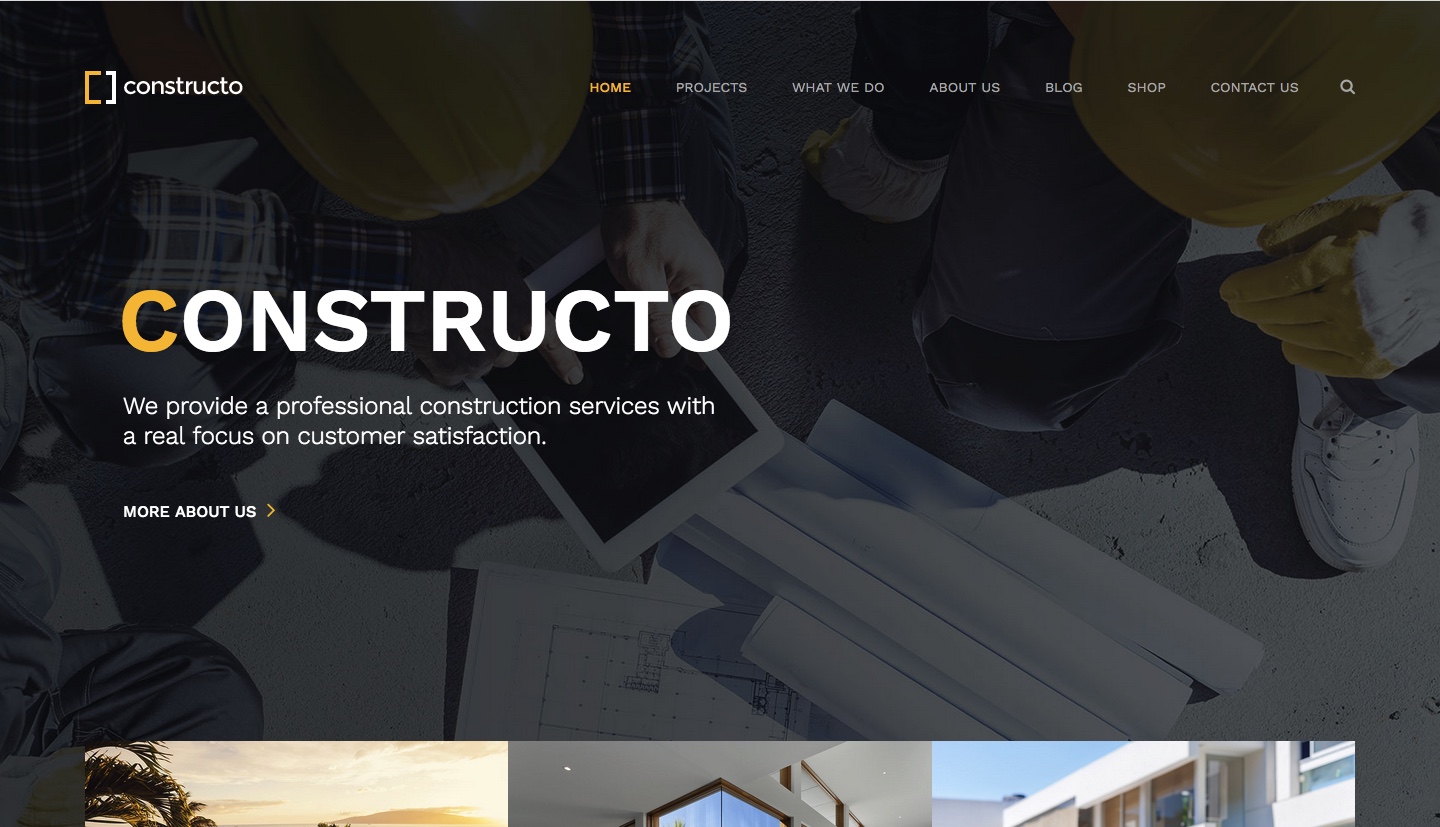 constructo
HOME PROJECTS WHAT WE DO ABOUT US BLOG SHOP CONTACT US
CONSTRUCTO
We provide a professional construction services with
a real focus on customer satisfaction.
MORE ABOUT US